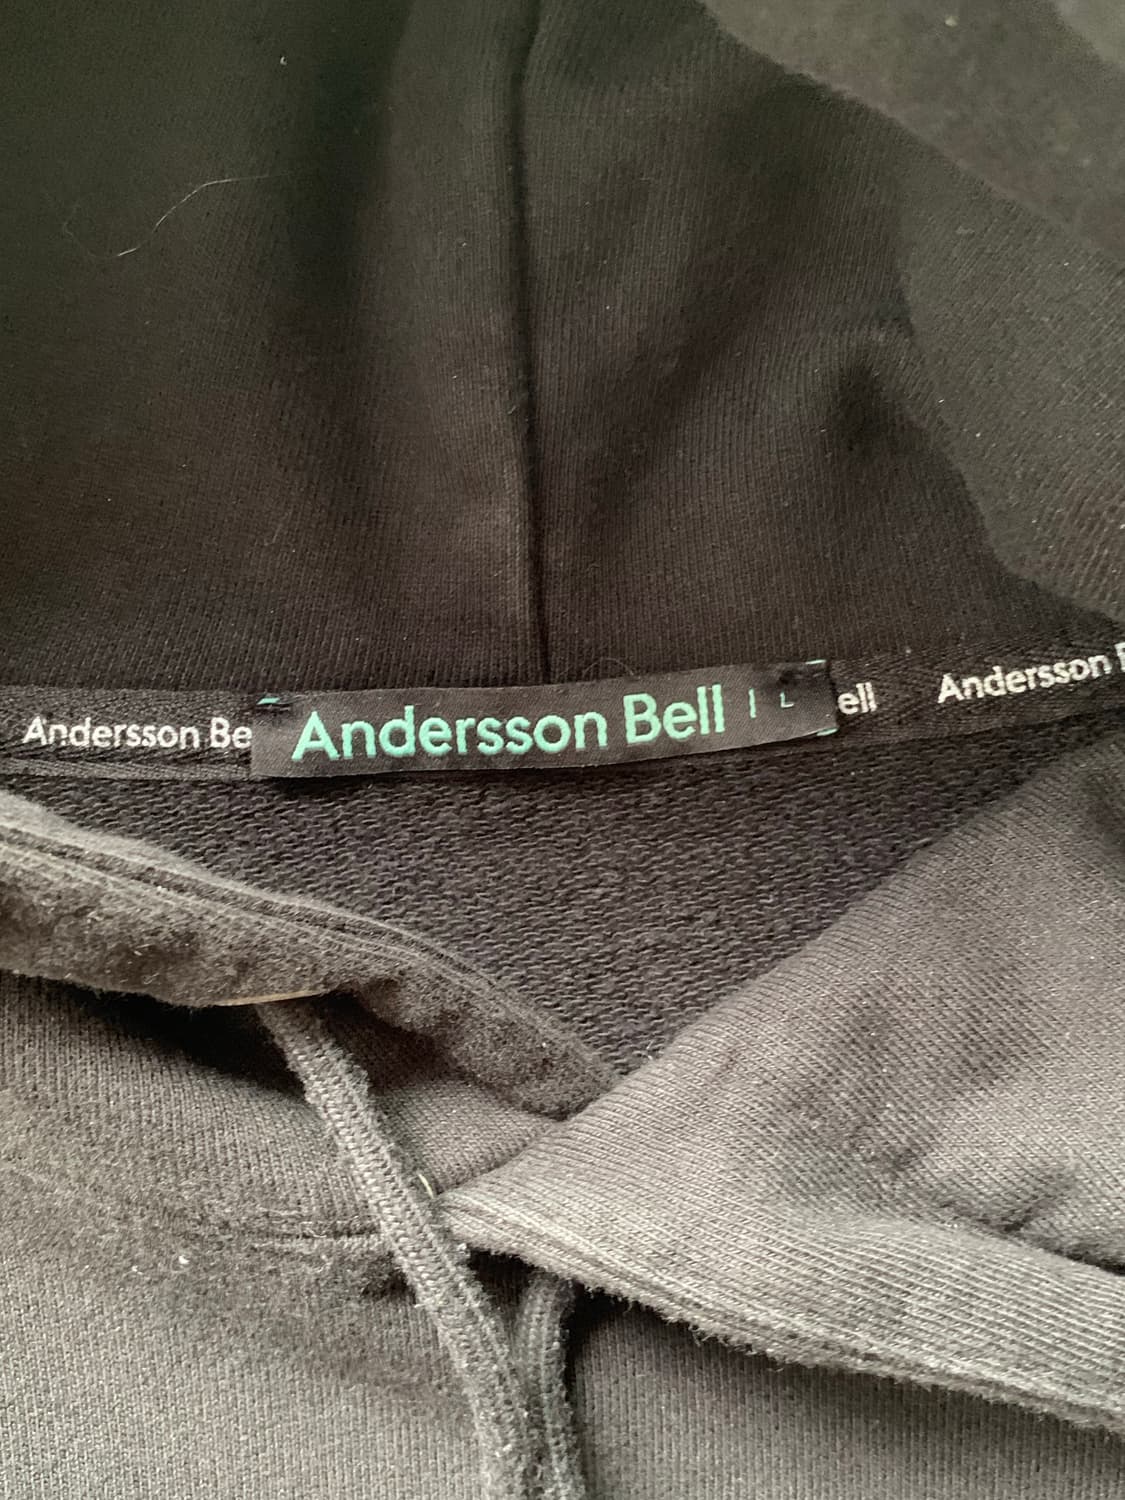 Andersson Be
Andersson Bell | L
ell
Andersson